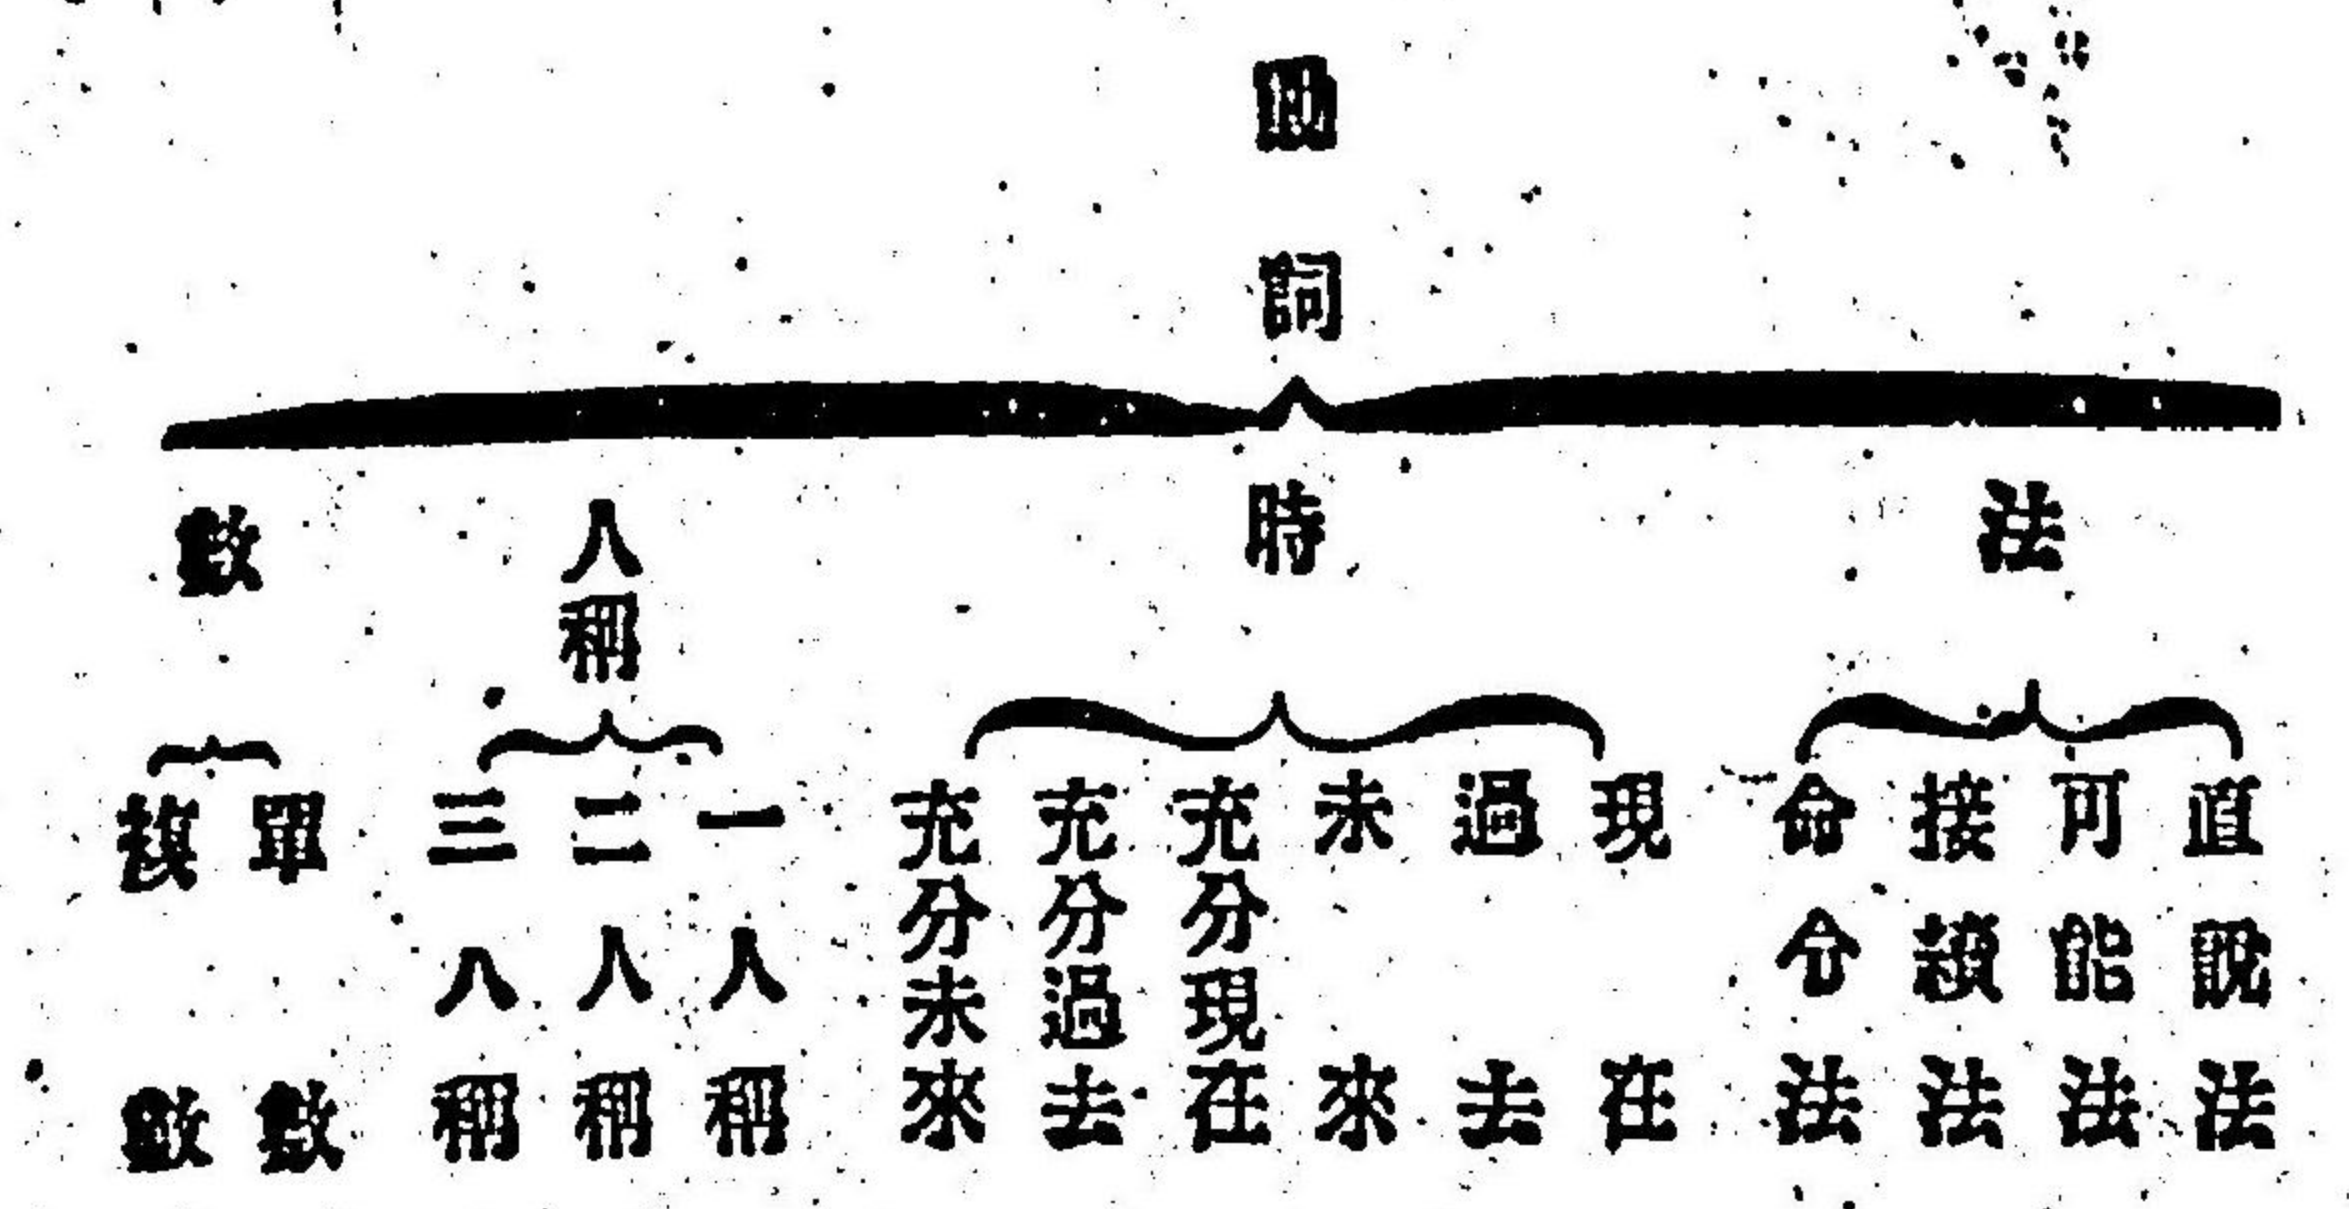 動詞
法
直說法
可能法
接續法
命令法
時
現在
過去
未來
充分現在
充分過去
充分未來
人稱
一人稱
二人稱
三人稱
數
單數
複數